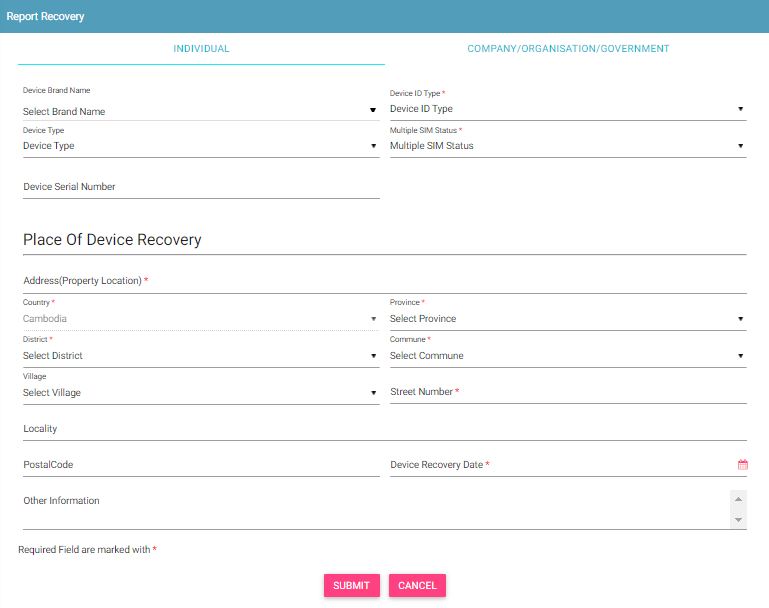 Report Recovery
INDIVIDUAL
COMPANY/ORGANISATION/GOVERNMENT
Device Brand Name
Select Brand Name
Device ID Type *
Device ID Type
Device Type
Device Type
Multiple SIM Status *
Multiple SIM Status
Device Serial Number
Place Of Device Recovery
Address(Property Location) *
Country *
Cambodia
Province *
Select Province
District *
Select District
Commune *
Select Commune
Village
Select Village
Street Number *
Locality
PostalCode
Device Recovery Date *
Other Information
Required Field are marked with *
SUBMIT
CANCEL